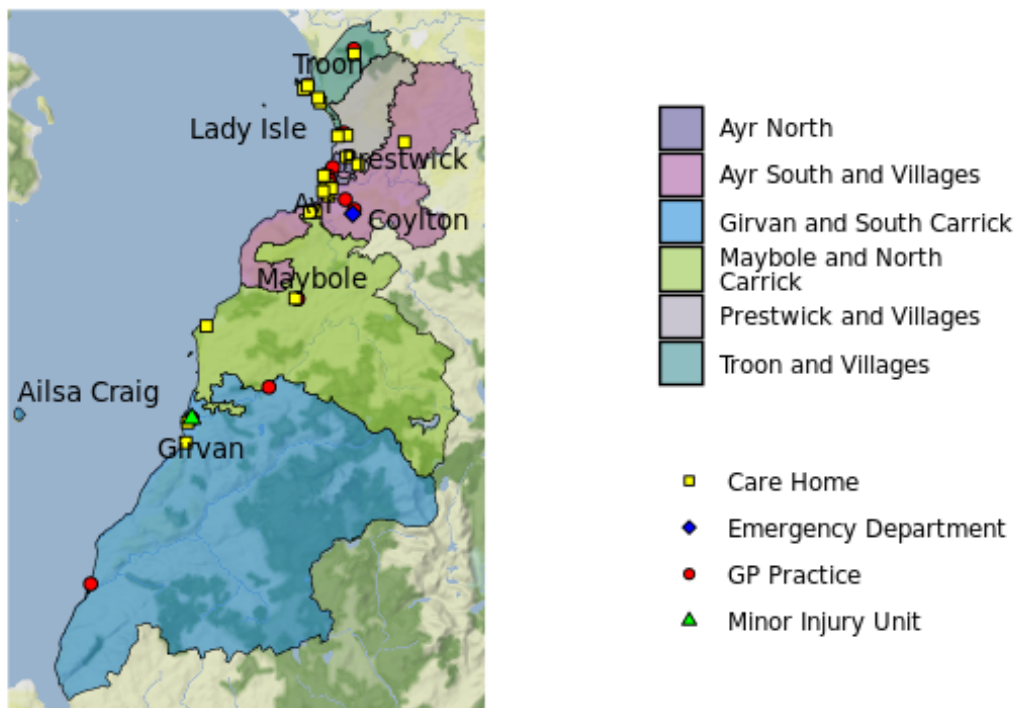 Troon
Lady Isle
Prestwick
Ayr
Coylton
Maybole
Ailsa Craig
Girvan
Ayr North
Ayr South and Villages
Girvan and South Carrick
Maybole and North
Carrick
Prestwick and Villages
Troon and Villages
Care Home
Emergency Department
GP Practice
Minor Injury Unit